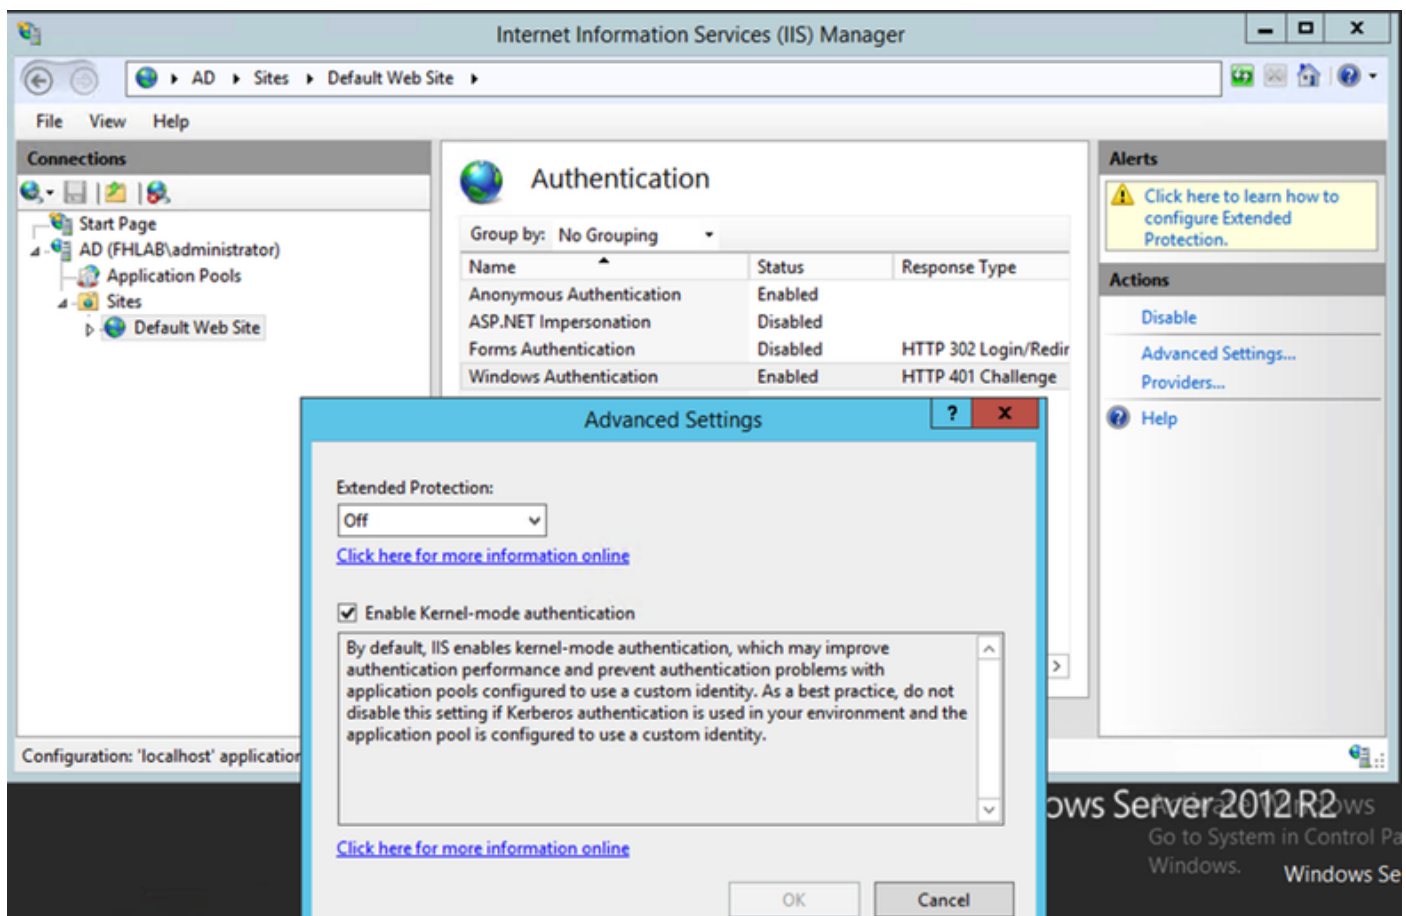 Internet Information Services (IIS) Manager
AD Sites Default Web Site
File View Help
Connections
Start Page
AD (FHLAB\administrator)
Application Pools
Sites
Default Web Site
Configuration: 'localhost' application
Authentication
Group by: No Grouping
Name Status Response Type
Anonymous Authentication Enabled
ASP.NET Impersonation Disabled
Forms Authentication Disabled HTTP 302 Login/Redir
Windows Authentication Enabled HTTP 401 Challenge
Alerts
Click here to learn how to
configure Extended
Protection.
Actions
Disable
Advanced Settings...
Providers...
Help
Advanced Settings
? X
Extended Protection:
Off
Click here for more information online
Enable Kernel-mode authentication
By default, IIS enables kernel-mode authentication, which may improve
authentication performance and prevent authentication problems with
application pools configured to use a custom identity. As a best practice, do not
disable this setting if Kerberos authentication is used in your environment and the
application pool is configured to use a custom identity.
Click here for more information online
OK Cancel
ows Server 2012 R2
Activate Windows
Go to System in Control Pa
Windows.
Windows Se